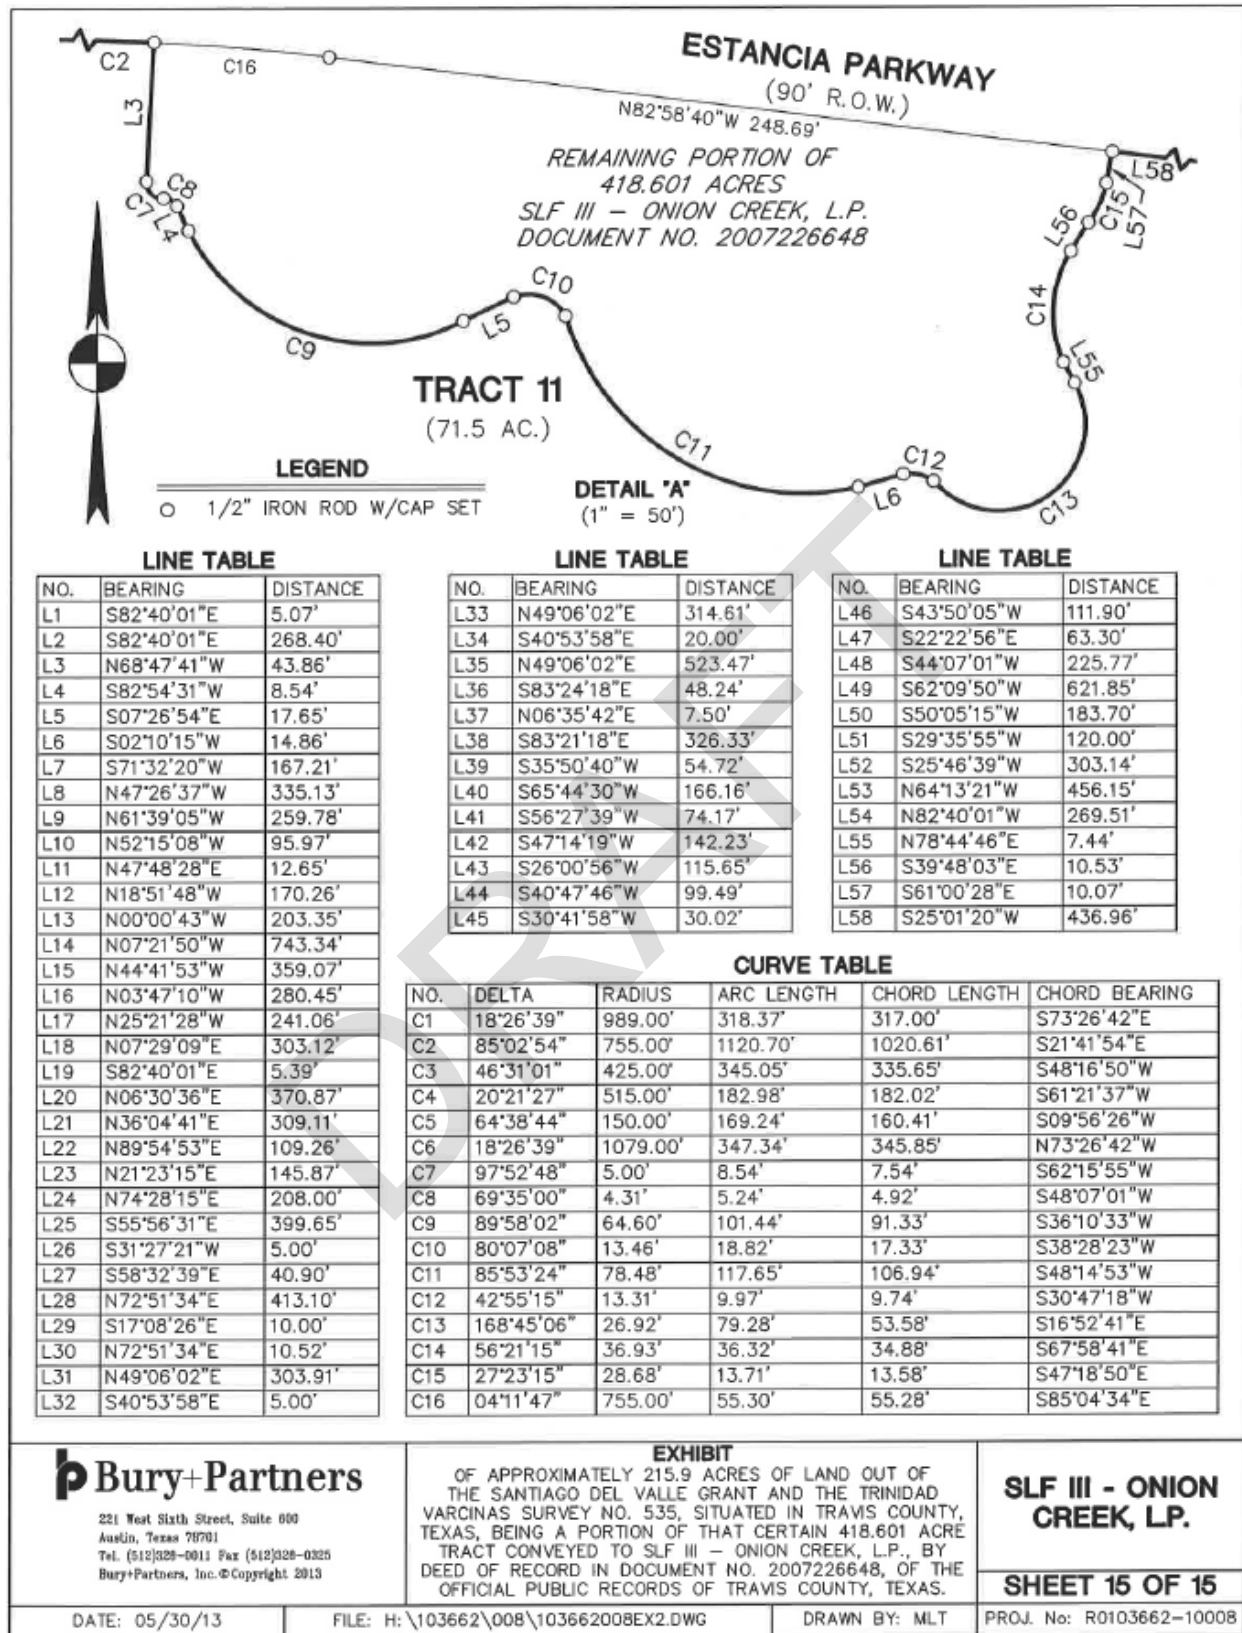 ESTANCIA PARKWAY
(90' R.O.W.)
C2
C16
N82°58'40"W 248.69'
L3
REMAINING PORTION OF
418.601 ACRES
SLF III – ONION CREEK, L.P.
DOCUMENT NO. 2007226648
L58
C8
C7
L4
L56
C15
L57
C10
C14
L5
C9
L55
TRACT 11
(71.5 AC.)
C11
C12
L6
C13
LEGEND
1/2" IRON ROD W/CAP SET
DETAIL "A"
(1" = 50')
LINE TABLE
NO. BEARING DISTANCE
L1 S82°40'01"E 5.07'
L2 S82°40'01"E 268.40'
L3 N68°47'41"W 43.86'
L4 S82°54'31"W 8.54'
L5 S07°26'54"E 17.65'
L6 S02°10'15"W 14.86'
L7 S71°32'20"W 167.21'
L8 N47°26'37"W 335.13'
L9 N61°39'05"W 259.78'
L10 N52°15'08"W 95.97'
L11 N47°48'28"E 12.65'
L12 N18°51'48"W 170.26'
L13 N00°00'43"W 203.35'
L14 N07°21'50"W 743.34'
L15 N44°41'53"W 359.07'
L16 N03°47'10"W 280.45'
L17 N25°21'28"W 241.06'
L18 N07°29'09"E 303.12'
L19 S82°40'01"E 5.39'
L20 N06°30'36"E 370.87'
L21 N36°04'41"E 309.11'
L22 N89°54'53"E 109.26'
L23 N21°23'15"E 145.87'
L24 N74°28'15"E 208.00'
L25 S55°56'31"E 399.65'
L26 S31°27'21"W 5.00'
L27 S58°32'39"E 40.90'
L28 N72°51'34"E 413.10'
L29 S17°08'26"E 10.00'
L30 N72°51'34"E 10.52'
L31 N49°06'02"E 303.91'
L32 S40°53'58"E 5.00'
LINE TABLE
NO. BEARING DISTANCE
L33 N49°06'02"E 314.61'
L34 S40°53'58"E 20.00'
L35 N49°06'02"E 523.47'
L36 S83°24'18"E 48.24'
L37 N06°35'42"E 7.50'
L38 S83°21'18"E 326.33'
L39 S35°50'40"W 54.72'
L40 S65°44'30"W 166.16'
L41 S56°27'39"W 74.17'
L42 S47°14'19"W 142.23'
L43 S26°00'56"W 115.65'
L44 S40°47'46"W 99.49'
L45 S30°41'58"W 30.02'
LINE TABLE
NO. BEARING DISTANCE
L46 S43°50'05"W 111.90'
L47 S22°22'56"E 63.30'
L48 S44°07'01"W 225.77'
L49 S62°09'50"W 621.85'
L50 S50°05'15"W 183.70'
L51 S29°35'55"W 120.00'
L52 S25°46'39"W 303.14'
L53 N64°13'21"W 456.15'
L54 N82°40'01"W 269.51'
L55 N78°44'46"E 7.44'
L56 S39°48'03"E 10.53'
L57 S61°00'28"E 10.07'
L58 S25°01'20"W 436.96'
CURVE TABLE
NO. DELTA RADIUS ARC LENGTH CHORD LENGTH CHORD BEARING
C1 18°26'39" 989.00' 318.37' 317.00' S73°26'42"E
C2 85°02'54" 755.00' 1120.70' 1020.61' S21°41'54"E
C3 46°31'01" 425.00' 345.05' 335.65' S48°16'50"W
C4 20°21'27" 515.00' 182.98' 182.02' S61°21'37"W
C5 64°38'44" 150.00' 169.24' 160.41' S09°56'26"W
C6 18°26'39" 1079.00' 347.34' 345.85' N73°26'42"W
C7 97°52'48" 5.00' 8.54' 7.54' S62°15'55"W
C8 69°35'00" 4.31' 5.24' 4.92' S48°07'01"W
C9 89°58'02" 64.60' 101.44' 91.33' S36°10'33"W
C10 80°07'08" 13.46' 18.82' 17.33' S38°28'23"W
C11 85°53'24" 78.48' 117.65' 106.94' S48°14'53"W
C12 42°55'15" 13.31' 9.97' 9.74' S30°47'18"W
C13 168°45'06" 26.92' 79.28' 53.58' S16°52'41"E
C14 56°21'15" 36.93' 36.32' 34.88' S67°58'41"E
C15 27°23'15" 28.68' 13.71' 13.58' S47°18'50"E
C16 04°11'47" 755.00' 55.30' 55.28' S85°04'34"E
DRAFT
Bury+Partners
221 West Sixth Street, Suite 600
Austin, Texas 78701
Tel. (512)328-0011 Fax (512)328-0325
Bury+Partners, Inc. © Copyright 2013
EXHIBIT
OF APPROXIMATELY 215.9 ACRES OF LAND OUT OF
THE SANTIAGO DEL VALLE GRANT AND THE TRINIDAD
VARCINAS SURVEY NO. 535, SITUATED IN TRAVIS COUNTY,
TEXAS, BEING A PORTION OF THAT CERTAIN 418.601 ACRE
TRACT CONVEYED TO SLF III – ONION CREEK, L.P., BY
DEED OF RECORD IN DOCUMENT NO. 2007226648, OF THE
OFFICIAL PUBLIC RECORDS OF TRAVIS COUNTY, TEXAS.
SLF III - ONION
CREEK, L.P.
SHEET 15 OF 15
DATE: 05/30/13
FILE: H:\103662\008\103662008EX2.DWG
DRAWN BY: MLT
PROJ. No: R0103662-10008